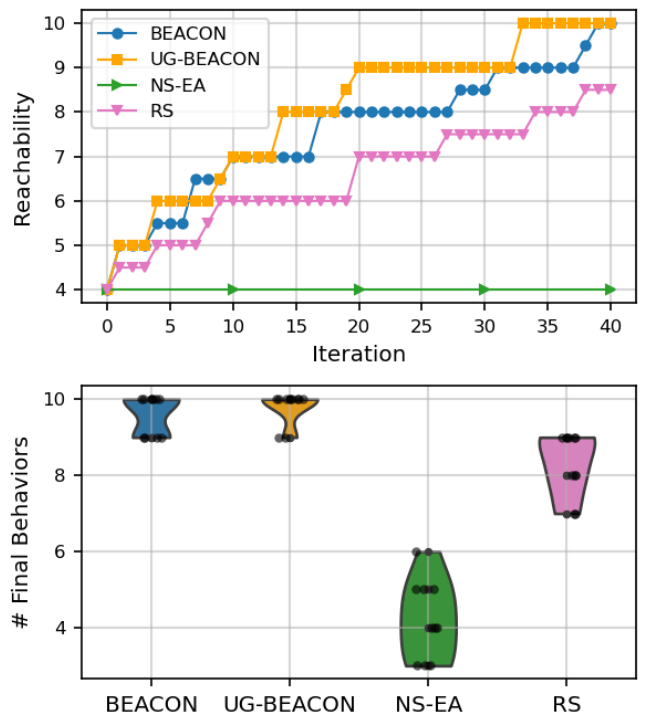 10
9
8
7
6
5
4
Reachability
BEACON
UG-BEACON
NS-EA
RS
0 5 10 15 20 25 30 35 40
Iteration
10
8
6
4
# Final Behaviors
BEACON UG-BEACON NS-EA RS